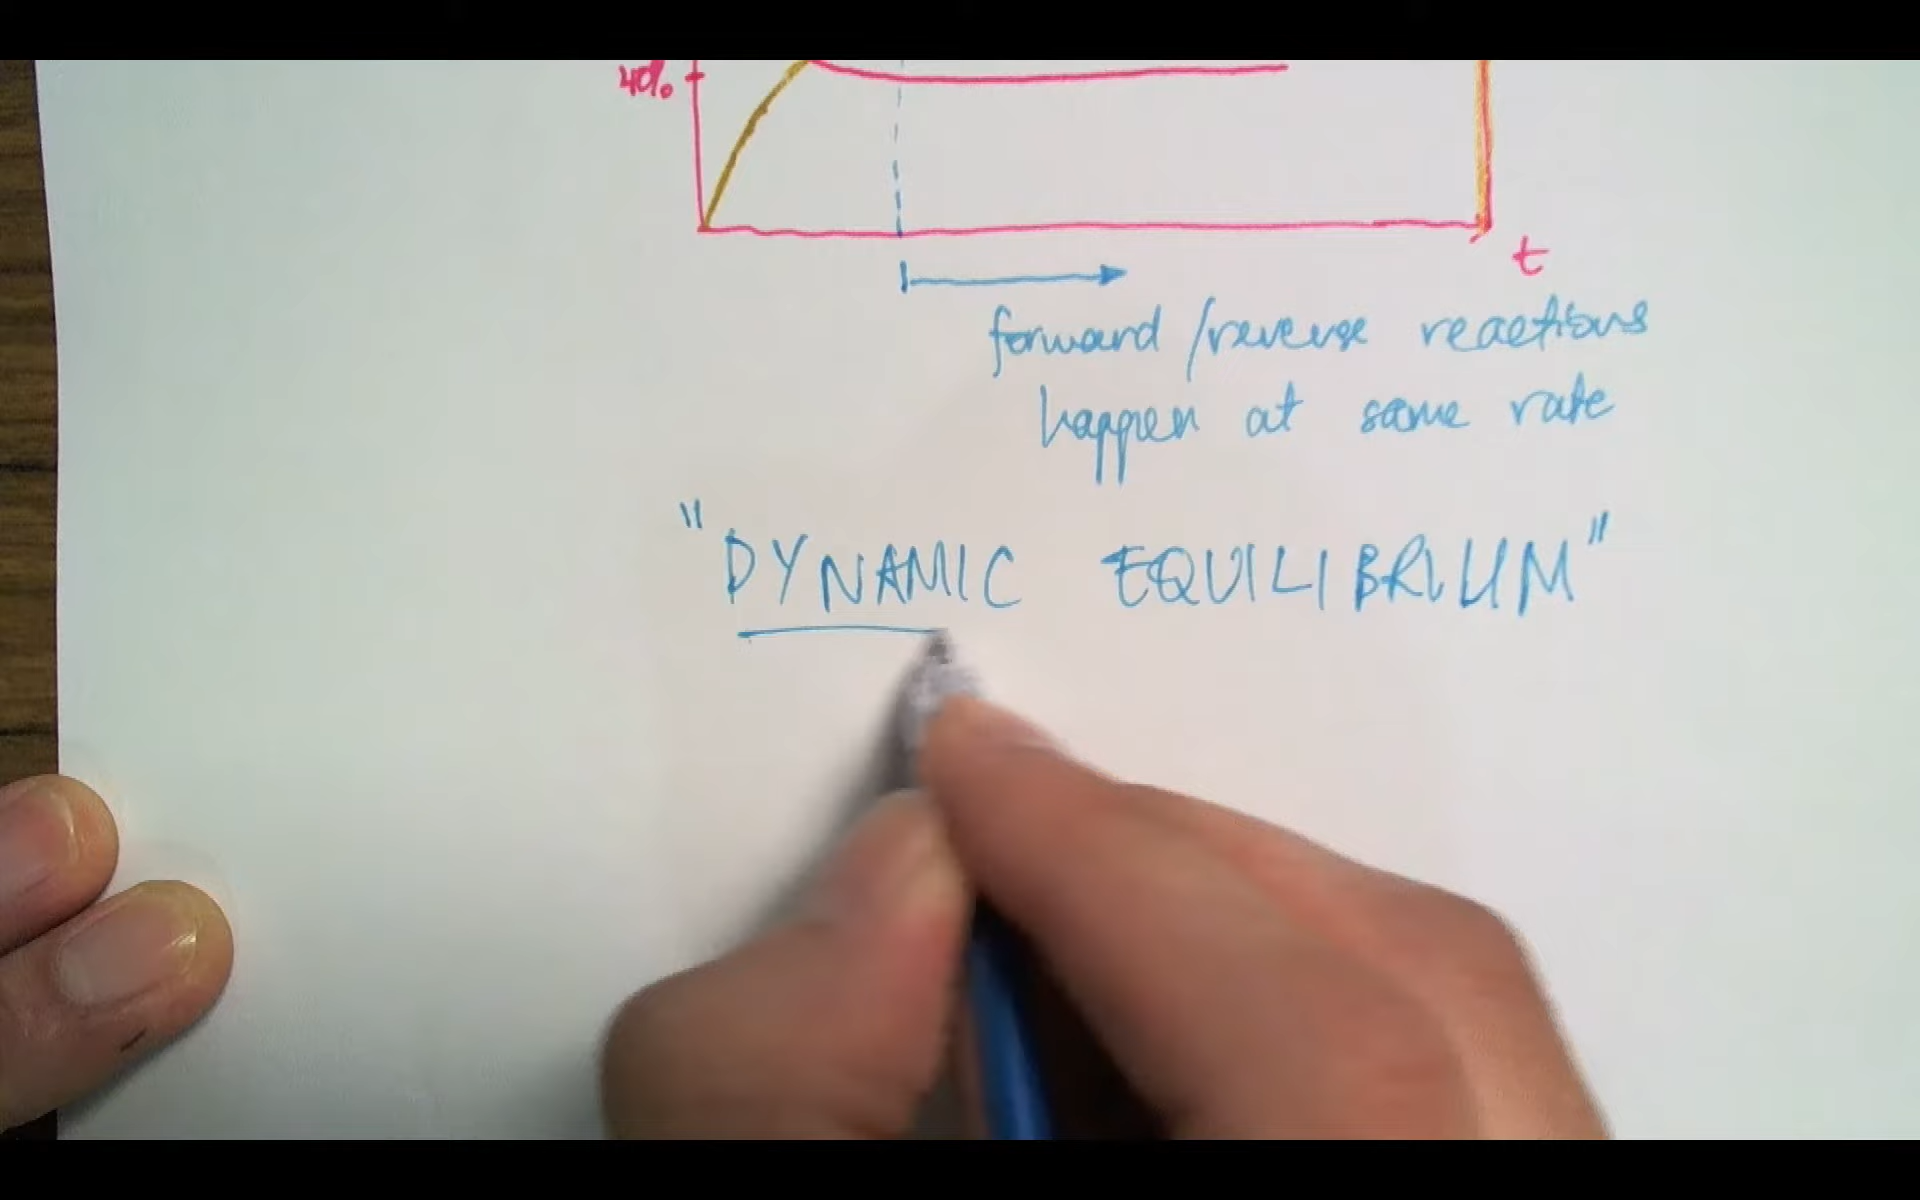 40%
t
forward / reverse reactions
happen at same rate
"DYNAMIC EQUILIBRIUM"